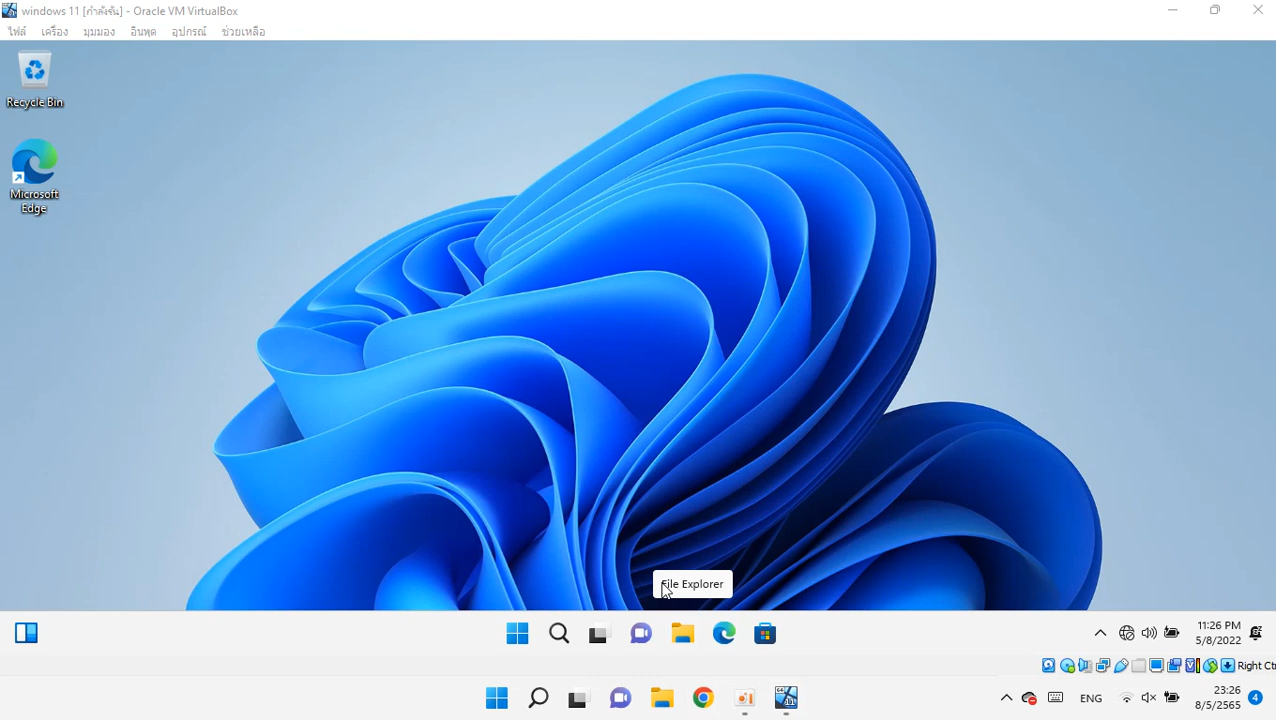 windows 11 [กำลังรัน] - Oracle VM VirtualBox
ไฟล์ เครื่อง มุมมอง อินพุต อุปกรณ์ ช่วยเหลือ
Recycle Bin
Microsoft
Edge
File Explorer
11:26 PM
5/8/2022
Right Ctr
ENG
23:26
8/5/2565
4